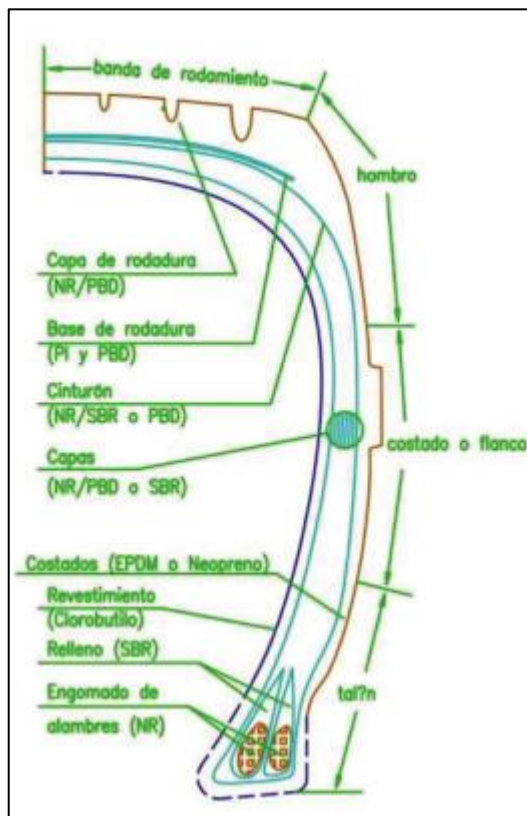 banda de rodamiento
hombro
Capa de rodadura
(NR/PBD)
Base de rodadura
(PI y PBD)
Cinturón
(NR/SBR o PBD)
costado o flanco
Capas
(NR/PBD o SBR)
Costados (EPDM o Neopreno)
Revestimiento
(Clorobutilo)
Relleno (SBR)
tal?n
Engomado de
alambres (NR)